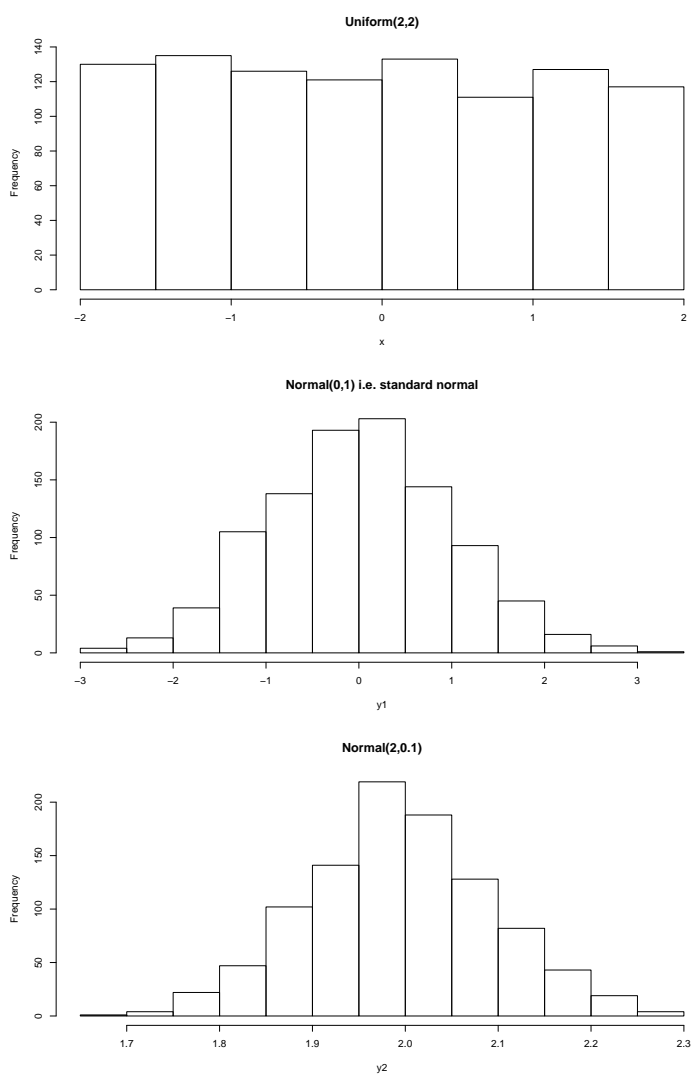 Uniform(2,2)
Frequency
0 20 40 60 80 100 120 140
−2 −1 0 1 2
x
Normal(0,1) i.e. standard normal
Frequency
0 50 100 150 200
−3 −2 −1 0 1 2 3
y1
Normal(2,0.1)
Frequency
0 50 100 150 200
1.7 1.8 1.9 2.0 2.1 2.2 2.3
y2